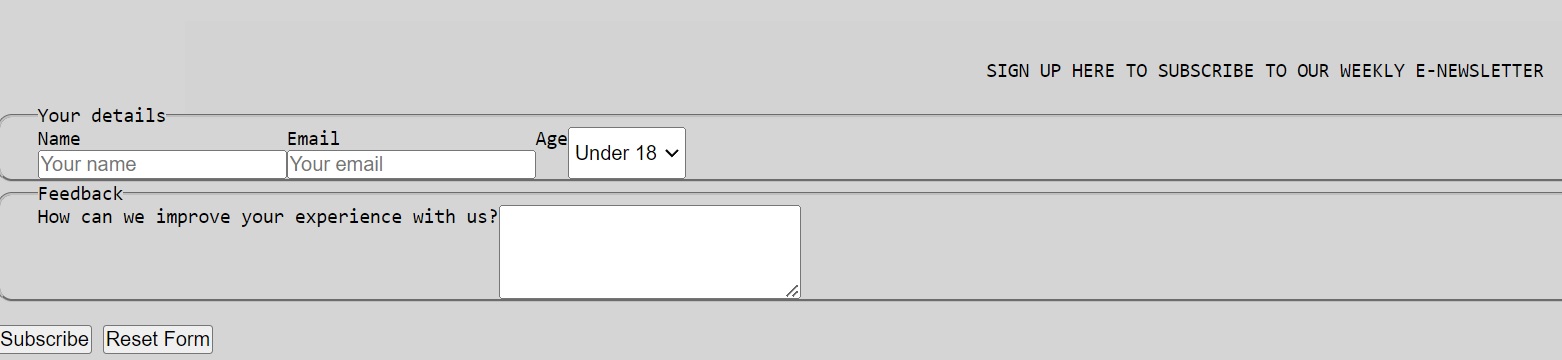 SIGN UP HERE TO SUBSCRIBE TO OUR WEEKLY E-NEWSLETTER
Your details
Name Email Age Under 18
Your name Your email
Feedback
How can we improve your experience with us?
Subscribe Reset Form